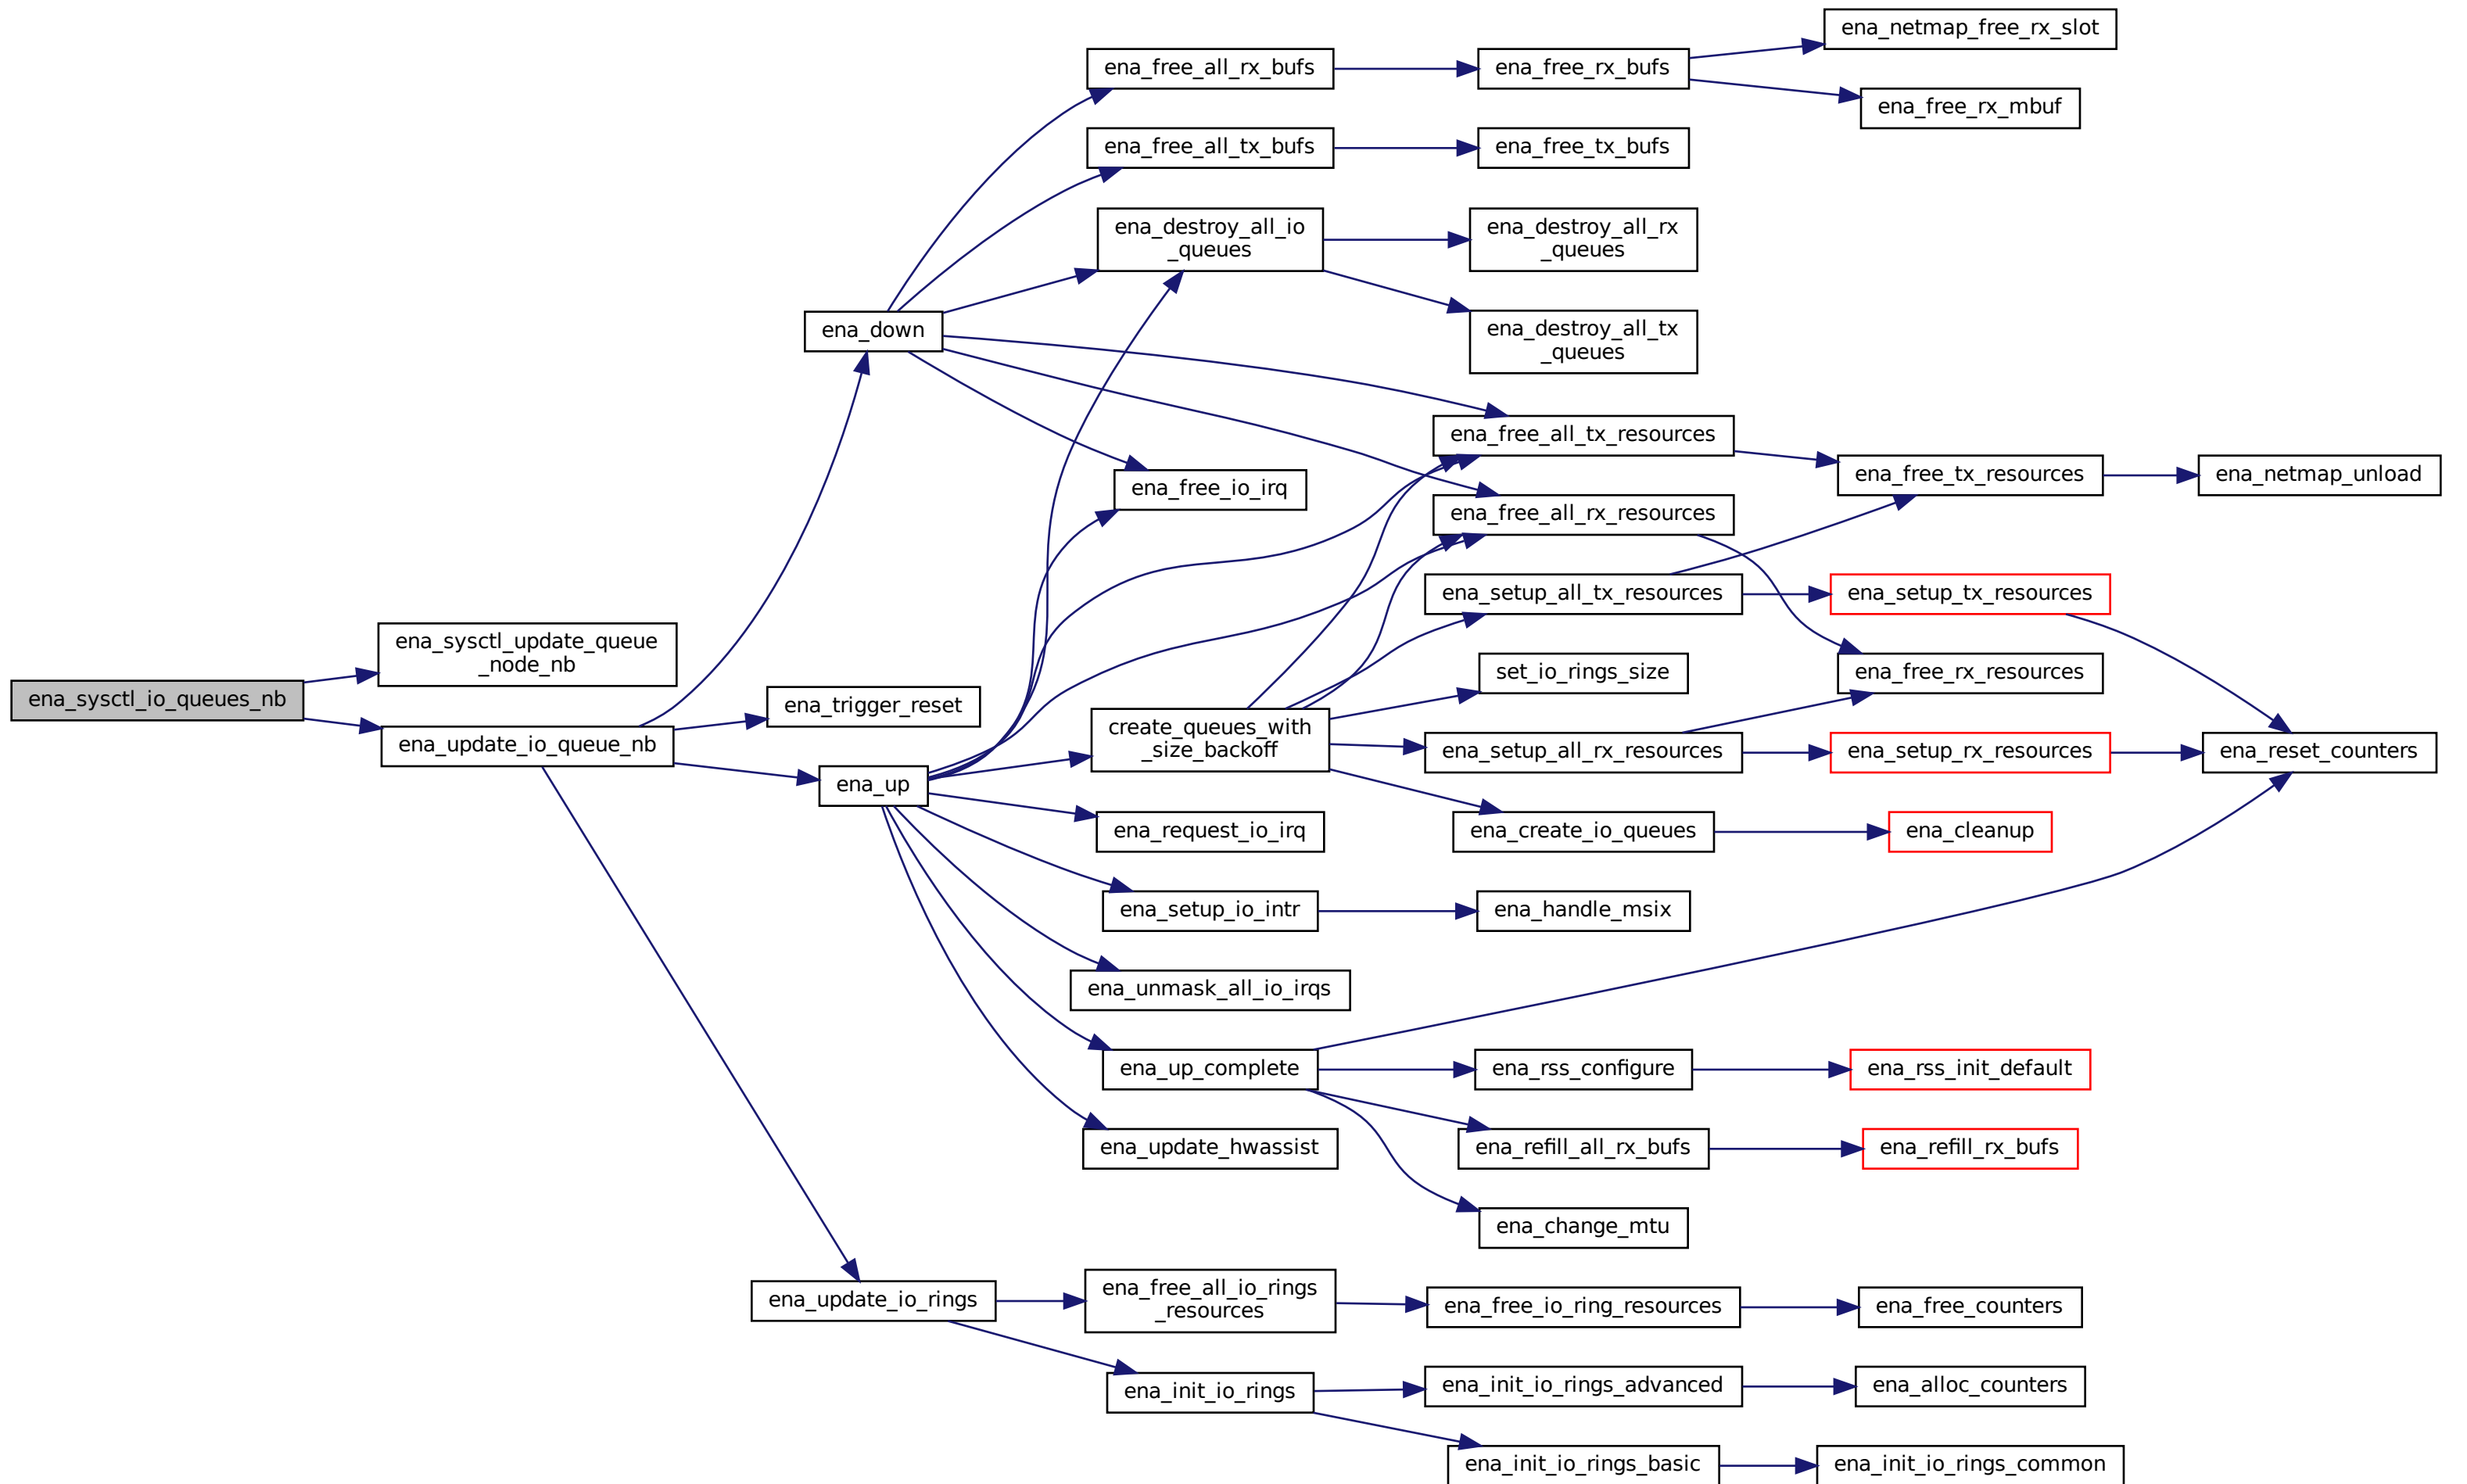 ena_netmap_free_rx_slot
ena_free_all_rx_bufs
ena_free_rx_bufs
ena_free_rx_mbuf
ena_free_all_tx_bufs
ena_free_tx_bufs
ena_destroy_all_io
_queues
ena_destroy_all_rx
_queues
ena_down
ena_destroy_all_tx
_queues
ena_free_all_tx_resources
ena_free_tx_resources
ena_netmap_unload
ena_free_io_irq
ena_free_all_rx_resources
ena_setup_all_tx_resources
ena_setup_tx_resources
ena_sysctl_update_queue
_node_nb
set_io_rings_size
ena_free_rx_resources
ena_sysctl_io_queues_nb
ena_trigger_reset
ena_update_io_queue_nb
create_queues_with
_size_backoff
ena_setup_all_rx_resources
ena_setup_rx_resources
ena_reset_counters
ena_up
ena_request_io_irq
ena_create_io_queues
ena_cleanup
ena_setup_io_intr
ena_handle_msix
ena_unmask_all_io_irqs
ena_up_complete
ena_rss_configure
ena_rss_init_default
ena_update_hwassist
ena_refill_all_rx_bufs
ena_refill_rx_bufs
ena_change_mtu
ena_update_io_rings
ena_free_all_io_rings
_resources
ena_free_io_ring_resources
ena_free_counters
ena_init_io_rings
ena_init_io_rings_advanced
ena_alloc_counters
ena_init_io_rings_basic
ena_init_io_rings_common